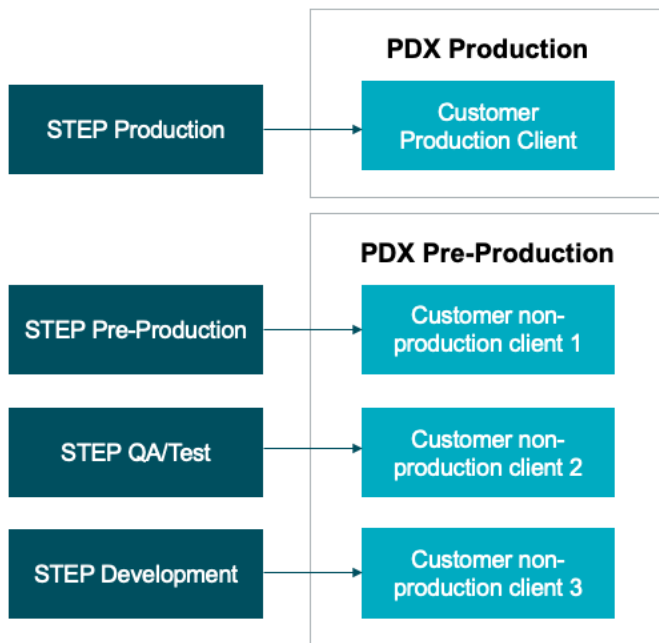 PDX Production
STEP Production
Customer
Production Client
PDX Pre-Production
STEP Pre-Production
Customer non-
production client 1
STEP QA/Test
Customer non-
production client 2
STEP Development
Customer non-
production client 3